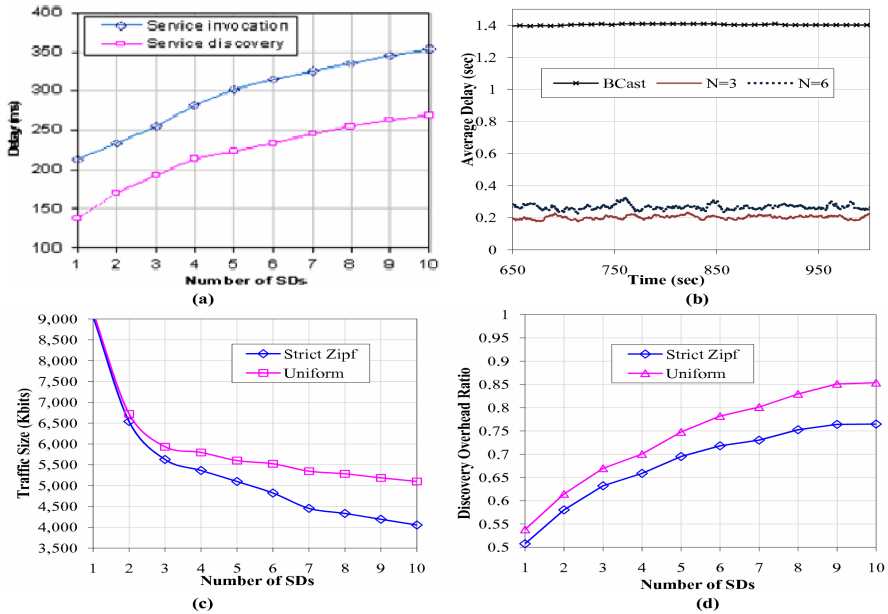 400
350
300
250
200
150
100
Delay (ms)
Service invocation
Service discovery
1 2 3 4 5 6 7 8 9 10
Number of SDs
(a)
1.4
1.2
1
0.8
0.6
0.4
0.2
0
Average Delay (sec)
BCast N=3 N=6
650 750 850 950
Time (sec)
(b)
9,000
8,500
8,000
7,500
7,000
6,500
6,000
5,500
5,000
4,500
4,000
3,500
Traffic Size (Kbits)
Strict Zipf
Uniform
1 2 3 4 5 6 7 8 9 10
Number of SDs
(c)
1
0.95
0.9
0.85
0.8
0.75
0.7
0.65
0.6
0.55
0.5
Discovery Overhead Ratio
Strict Zipf
Uniform
1 2 3 4 5 6 7 8 9 10
Number of SDs
(d)